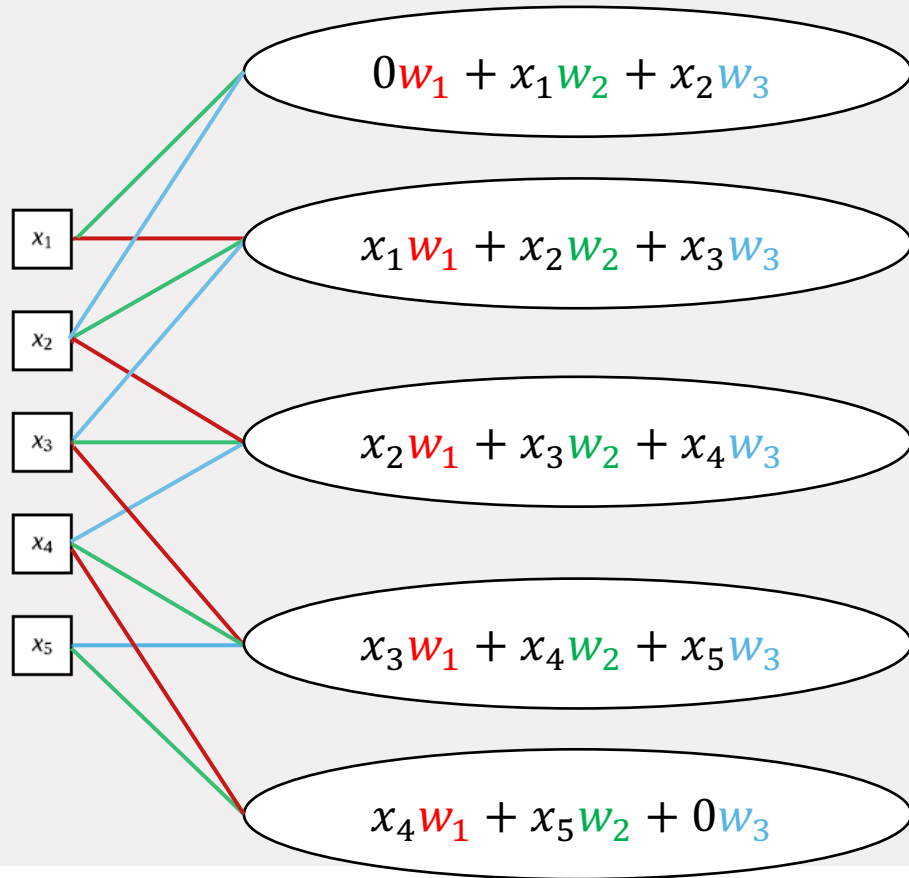 0w₁ + x₁w₂ + x₂w₃
x₁
x₁w₁ + x₂w₂ + x₃w₃
x₂
x₃
x₂w₁ + x₃w₂ + x₄w₃
x₄
x₅
x₃w₁ + x₄w₂ + x₅w₃
x₄w₁ + x₅w₂ + 0w₃